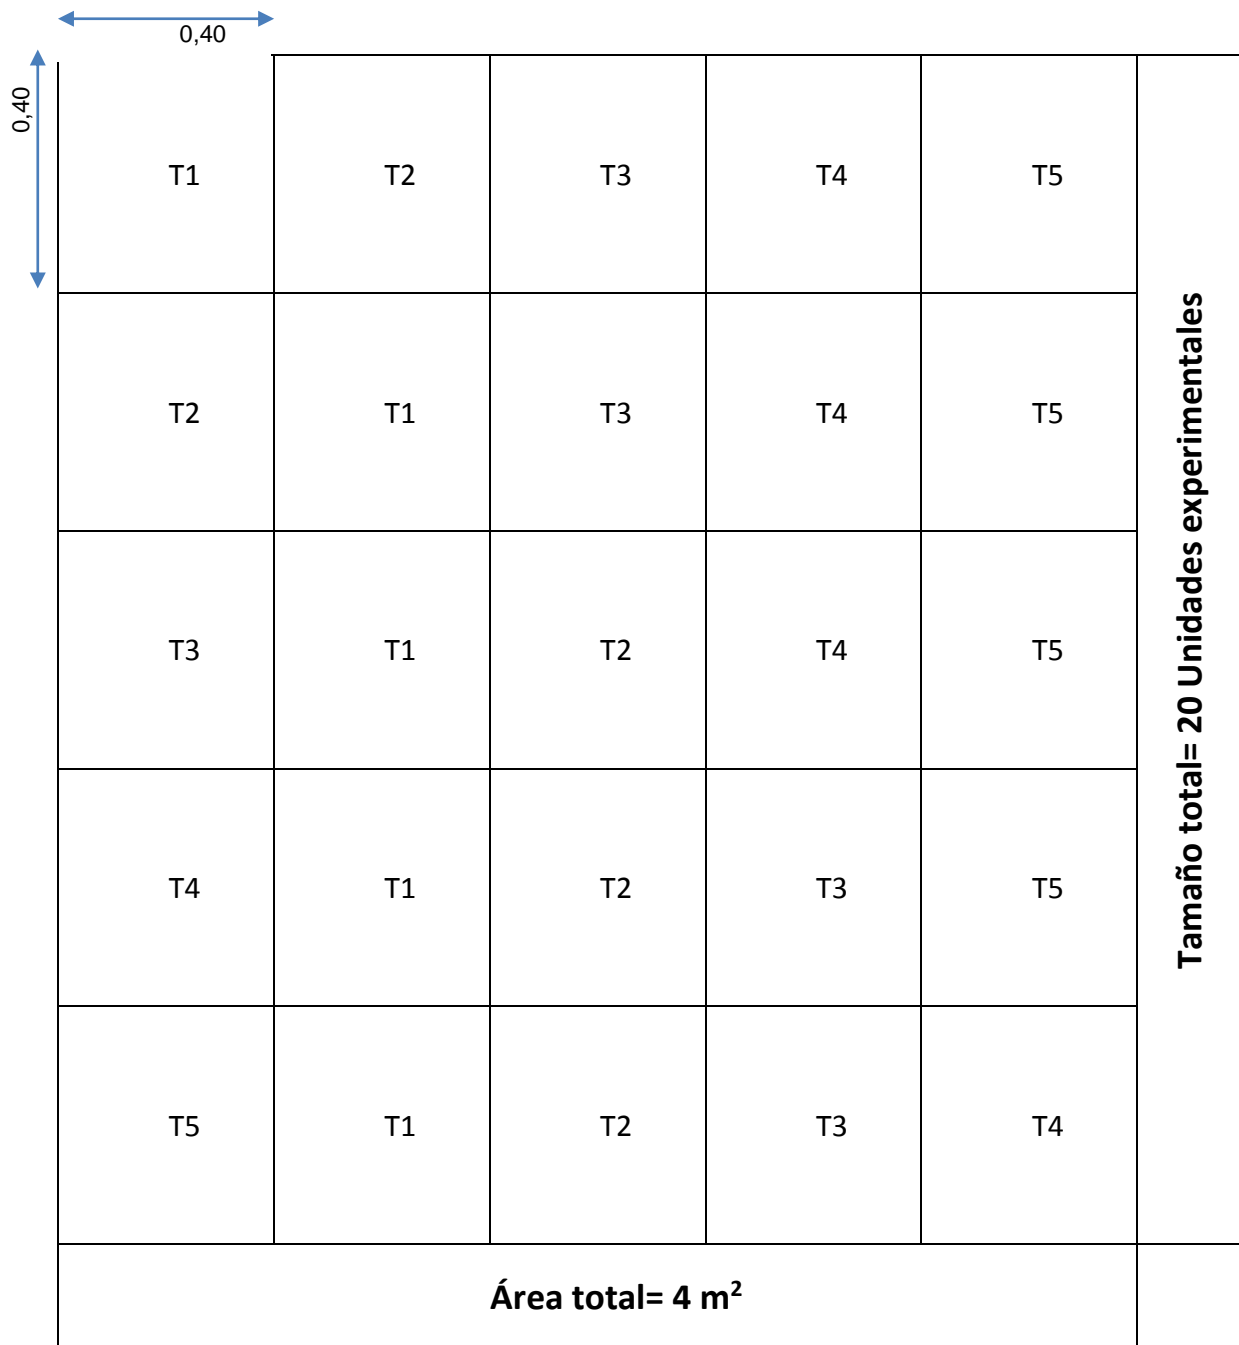 0,40
0,40
T1 T2 T3 T4 T5
T2 T1 T3 T4 T5
T3 T1 T2 T4 T5
T4 T1 T2 T3 T5
T5 T1 T2 T3 T4
Tamaño total= 20 Unidades experimentales
Área total= 4 m²